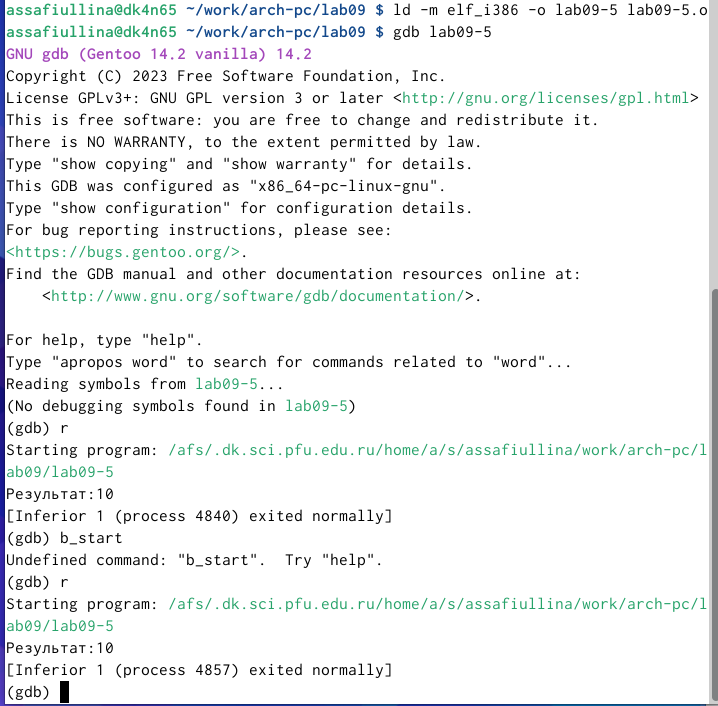 assafiullina@dk4n65 ~/work/arch-pc/lab09 $ ld -m elf_i386 -o lab09-5 lab09-5.o
assafiullina@dk4n65 ~/work/arch-pc/lab09 $ gdb lab09-5
GNU gdb (Gentoo 14.2 vanilla) 14.2
Copyright (C) 2023 Free Software Foundation, Inc.
License GPLv3+: GNU GPL version 3 or later <http://gnu.org/licenses/gpl.html>
This is free software: you are free to change and redistribute it.
There is NO WARRANTY, to the extent permitted by law.
Type "show copying" and "show warranty" for details.
This GDB was configured as "x86_64-pc-linux-gnu".
Type "show configuration" for configuration details.
For bug reporting instructions, please see:
<https://bugs.gentoo.org/>.
Find the GDB manual and other documentation resources online at:
    <http://www.gnu.org/software/gdb/documentation/>.

For help, type "help".
Type "apropos word" to search for commands related to "word"...
Reading symbols from lab09-5...
(No debugging symbols found in lab09-5)
(gdb) r
Starting program: /afs/.dk.sci.pfu.edu.ru/home/a/s/assafiullina/work/arch-pc/l
ab09/lab09-5
Результат:10
[Inferior 1 (process 4840) exited normally]
(gdb) b_start
Undefined command: "b_start".  Try "help".
(gdb) r
Starting program: /afs/.dk.sci.pfu.edu.ru/home/a/s/assafiullina/work/arch-pc/l
ab09/lab09-5
Результат:10
[Inferior 1 (process 4857) exited normally]
(gdb)